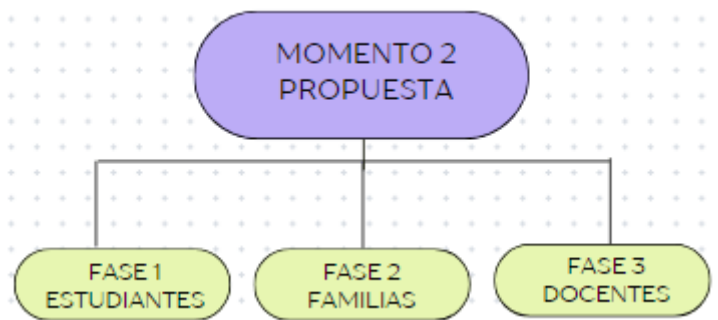 MOMENTO 2
PROPUESTA
FASE 1
ESTUDIANTES
FASE 2
FAMILIAS
FASE 3
DOCENTES